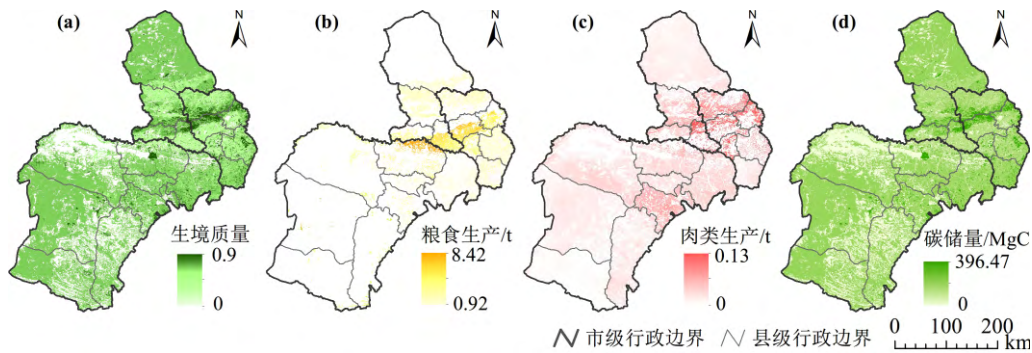 (a)
N
(b)
N
(c)
N
(d)
生境质量
0.9
0
粮食生产/t
8.42
0.92
肉类生产/t
0.13
0
碳储量/MgC
396.47
0
市级行政边界
县级行政边界
0 100 200
km